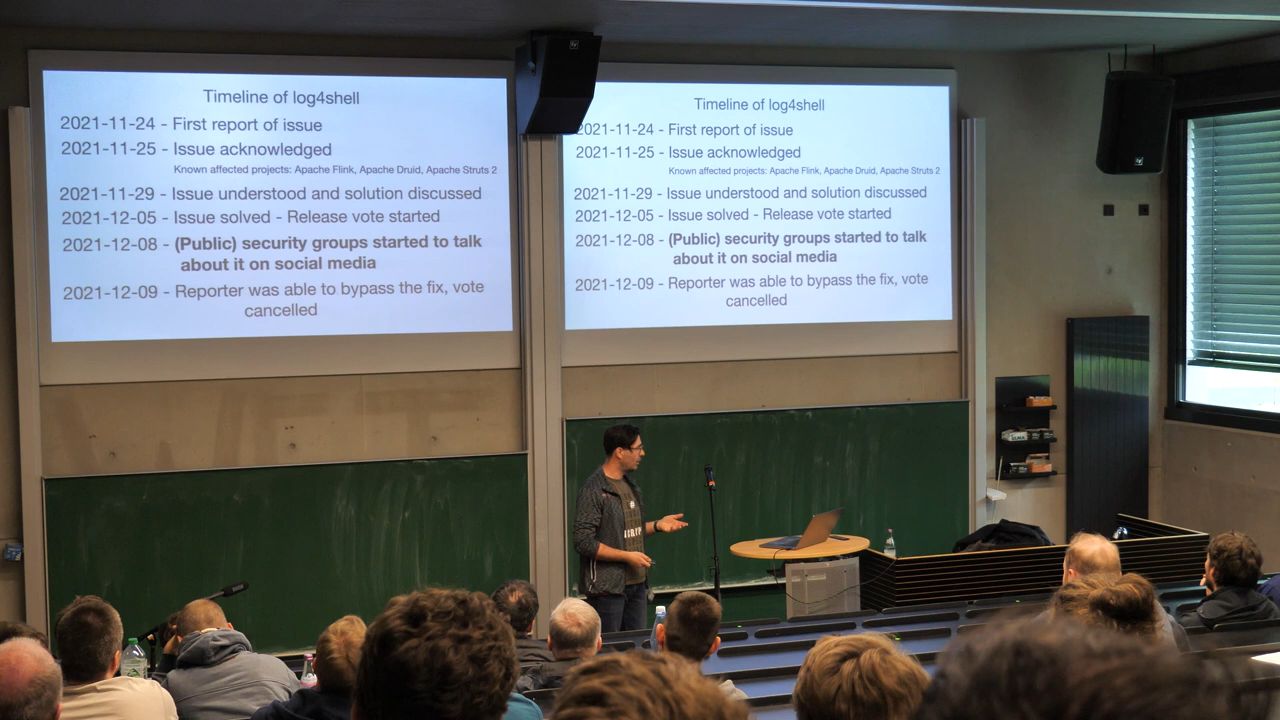 Timeline of log4shell
2021-11-24 - First report of issue
2021-11-25 - Issue acknowledged
Known affected projects: Apache Flink, Apache Druid, Apache Struts 2
2021-11-29 - Issue understood and solution discussed
2021-12-05 - Issue solved - Release vote started
2021-12-08 - (Public) security groups started to talk
about it on social media
2021-12-09 - Reporter was able to bypass the fix, vote
cancelled
Timeline of log4shell
2021-11-24 - First report of issue
2021-11-25 - Issue acknowledged
Known affected projects: Apache Flink, Apache Druid, Apache Struts 2
2021-11-29 - Issue understood and solution discussed
2021-12-05 - Issue solved - Release vote started
2021-12-08 - (Public) security groups started to talk
about it on social media
2021-12-09 - Reporter was able to bypass the fix, vote
cancelled